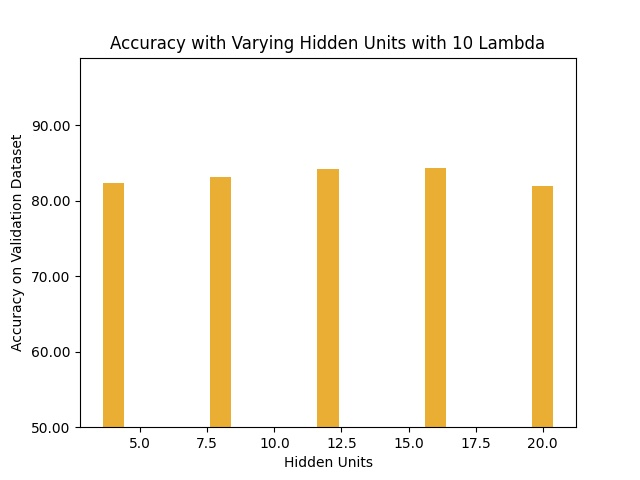 Accuracy with Varying Hidden Units with 10 Lambda
Accuracy on Validation Dataset
90.00
80.00
70.00
60.00
50.00
5.0 7.5 10.0 12.5 15.0 17.5 20.0
Hidden Units